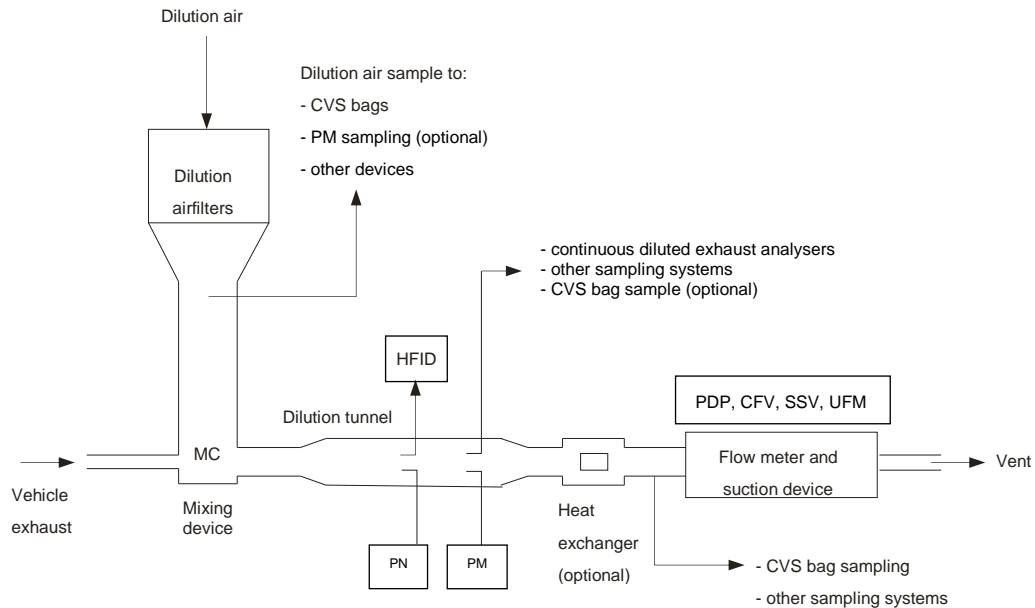 Dilution air
Dilution air sample to:
- CVS bags
- PM sampling (optional)
- other devices
Dilution
airfilters
- continuous diluted exhaust analysers
- other sampling systems
- CVS bag sample (optional)
HFID
PDP, CFV, SSV, UFM
Dilution tunnel
MC
Flow meter and
suction device
Vent
Vehicle
exhaust
Mixing
device
Heat
exchanger
(optional)
PN
PM
- CVS bag sampling
- other sampling systems